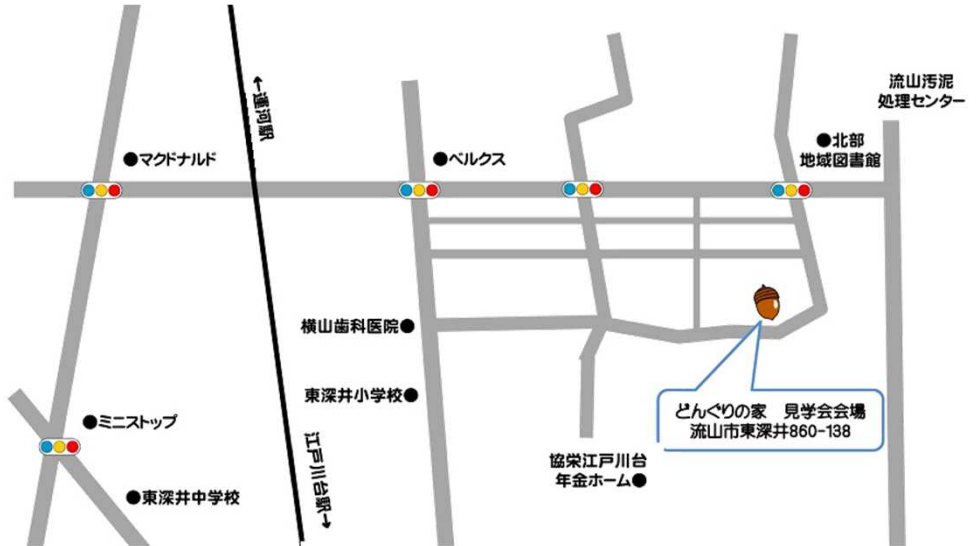 流山汚泥
処理センター
←運河駅
●マクドナルド
●ベルクス
●北部
地域図書館
横山歯科医院●
東深井小学校●
●ミニストップ
どんぐりの家　見学会会場
流山市東深井860-138
江戸川台駅→
協栄江戸川台
年金ホーム●
●東深井中学校